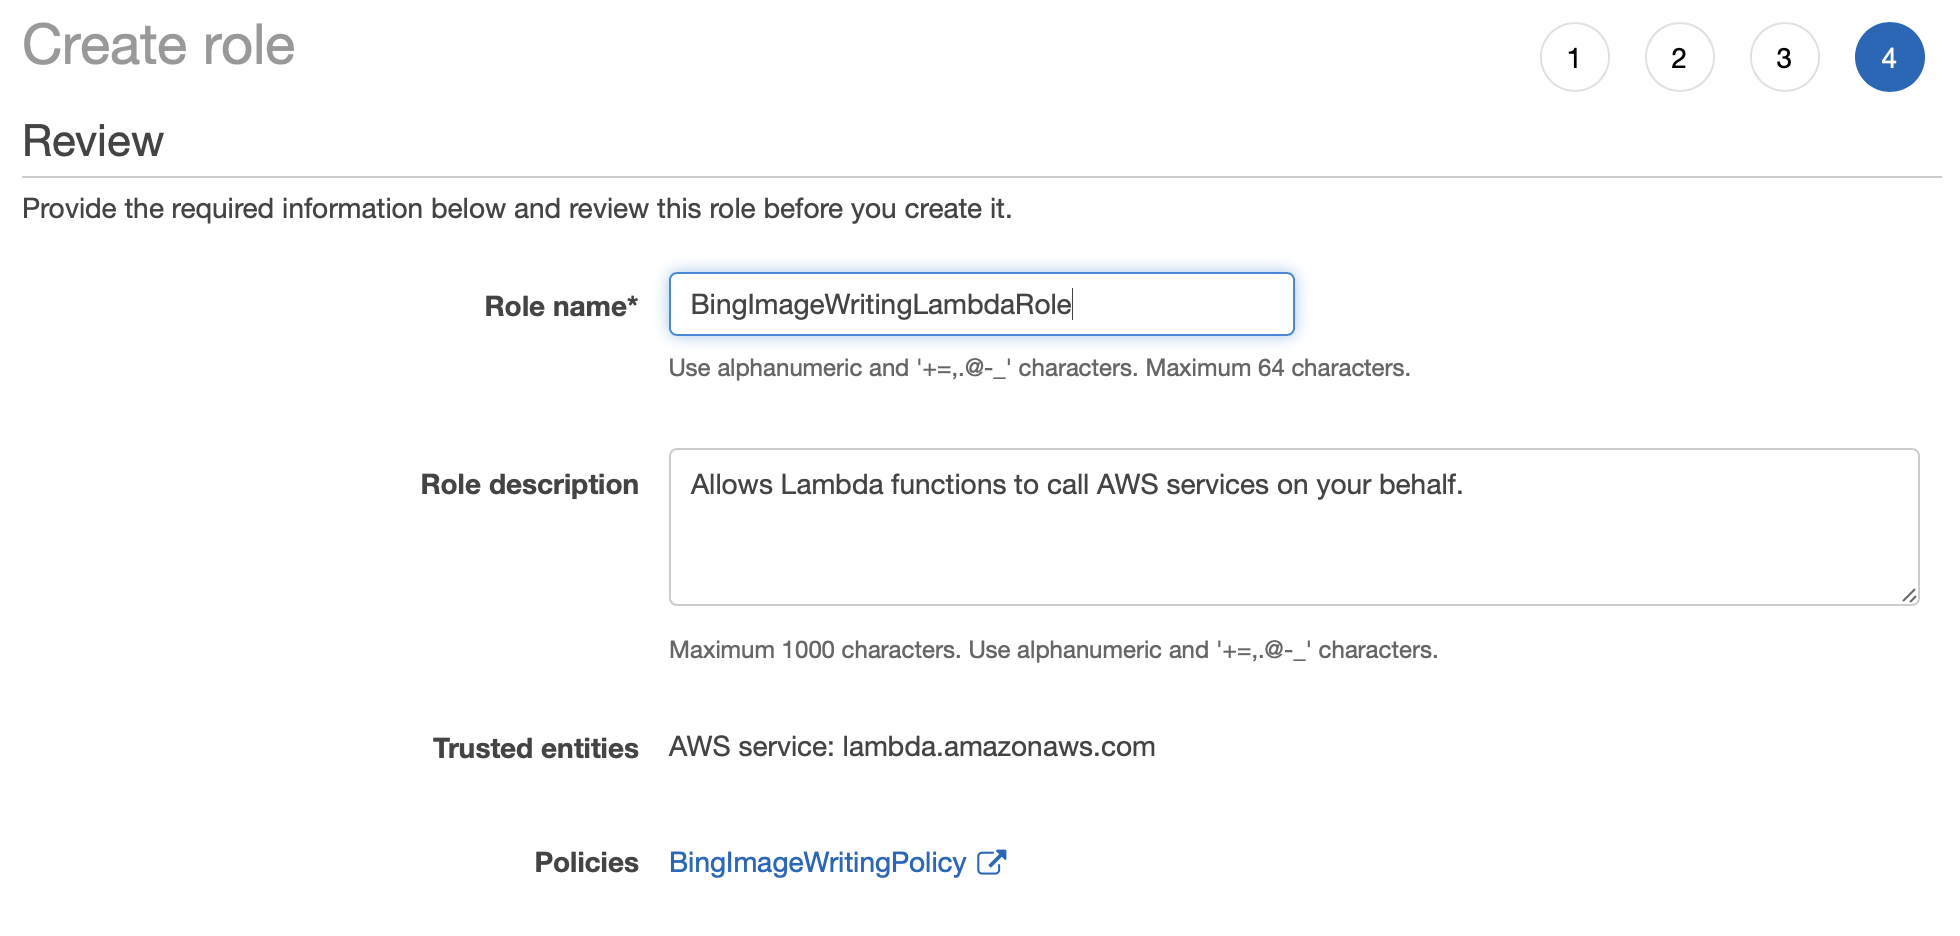 Create role
1 2 3 4
Review
Provide the required information below and review this role before you create it.
Role name* BingImageWritingLambdaRole
Use alphanumeric and '+=,.@-_' characters. Maximum 64 characters.
Role description Allows Lambda functions to call AWS services on your behalf.
Maximum 1000 characters. Use alphanumeric and '+=,.@-_' characters.
Trusted entities AWS service: lambda.amazonaws.com
Policies BingImageWritingPolicy